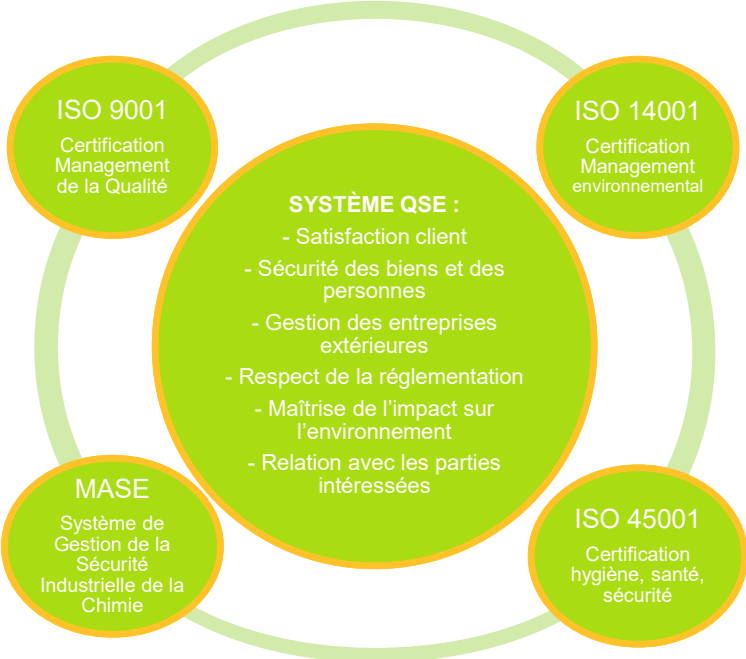 ISO 9001
Certification
Management
de la Qualité
ISO 14001
Certification
Management
environnemental
SYSTÈME QSE :
- Satisfaction client
- Sécurité des biens et des
personnes
- Gestion des entreprises
extérieures
- Respect de la réglementation
- Maîtrise de l’impact sur
l’environnement
- Relation avec les parties
intéressées
MASE
Système de
Gestion de la
Sécurité
Industrielle de la
Chimie
ISO 45001
Certification
hygiène, santé,
sécurité